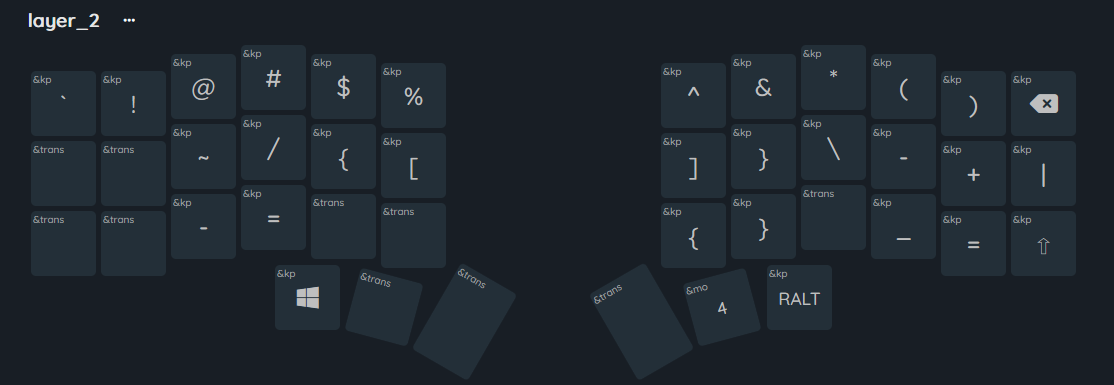 layer_2 ···
&kp ` &kp ! &kp @ &kp # &kp $ &kp % &kp ^ &kp & &kp * &kp ( &kp ) &kp
&trans &trans &kp ~ &kp / &kp { &kp [ &kp ] &kp } &kp \ &kp - &kp + &kp |
&trans &trans &kp - &kp = &trans &trans &kp { &kp } &trans &kp _ &kp = &kp ⇧
&kp &trans &trans &trans &mo 4 &kp RALT